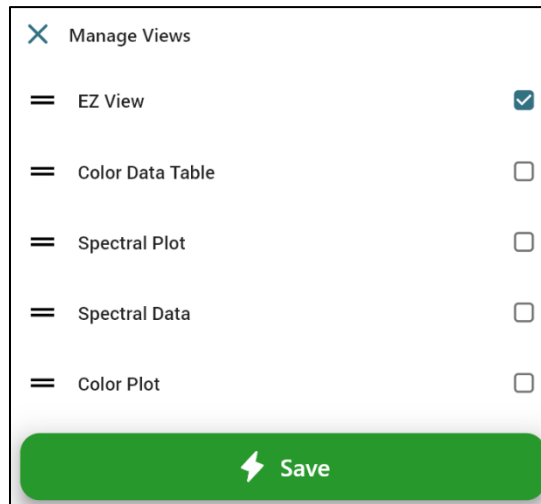 Manage Views
EZ View
Color Data Table
Spectral Plot
Spectral Data
Color Plot
Save